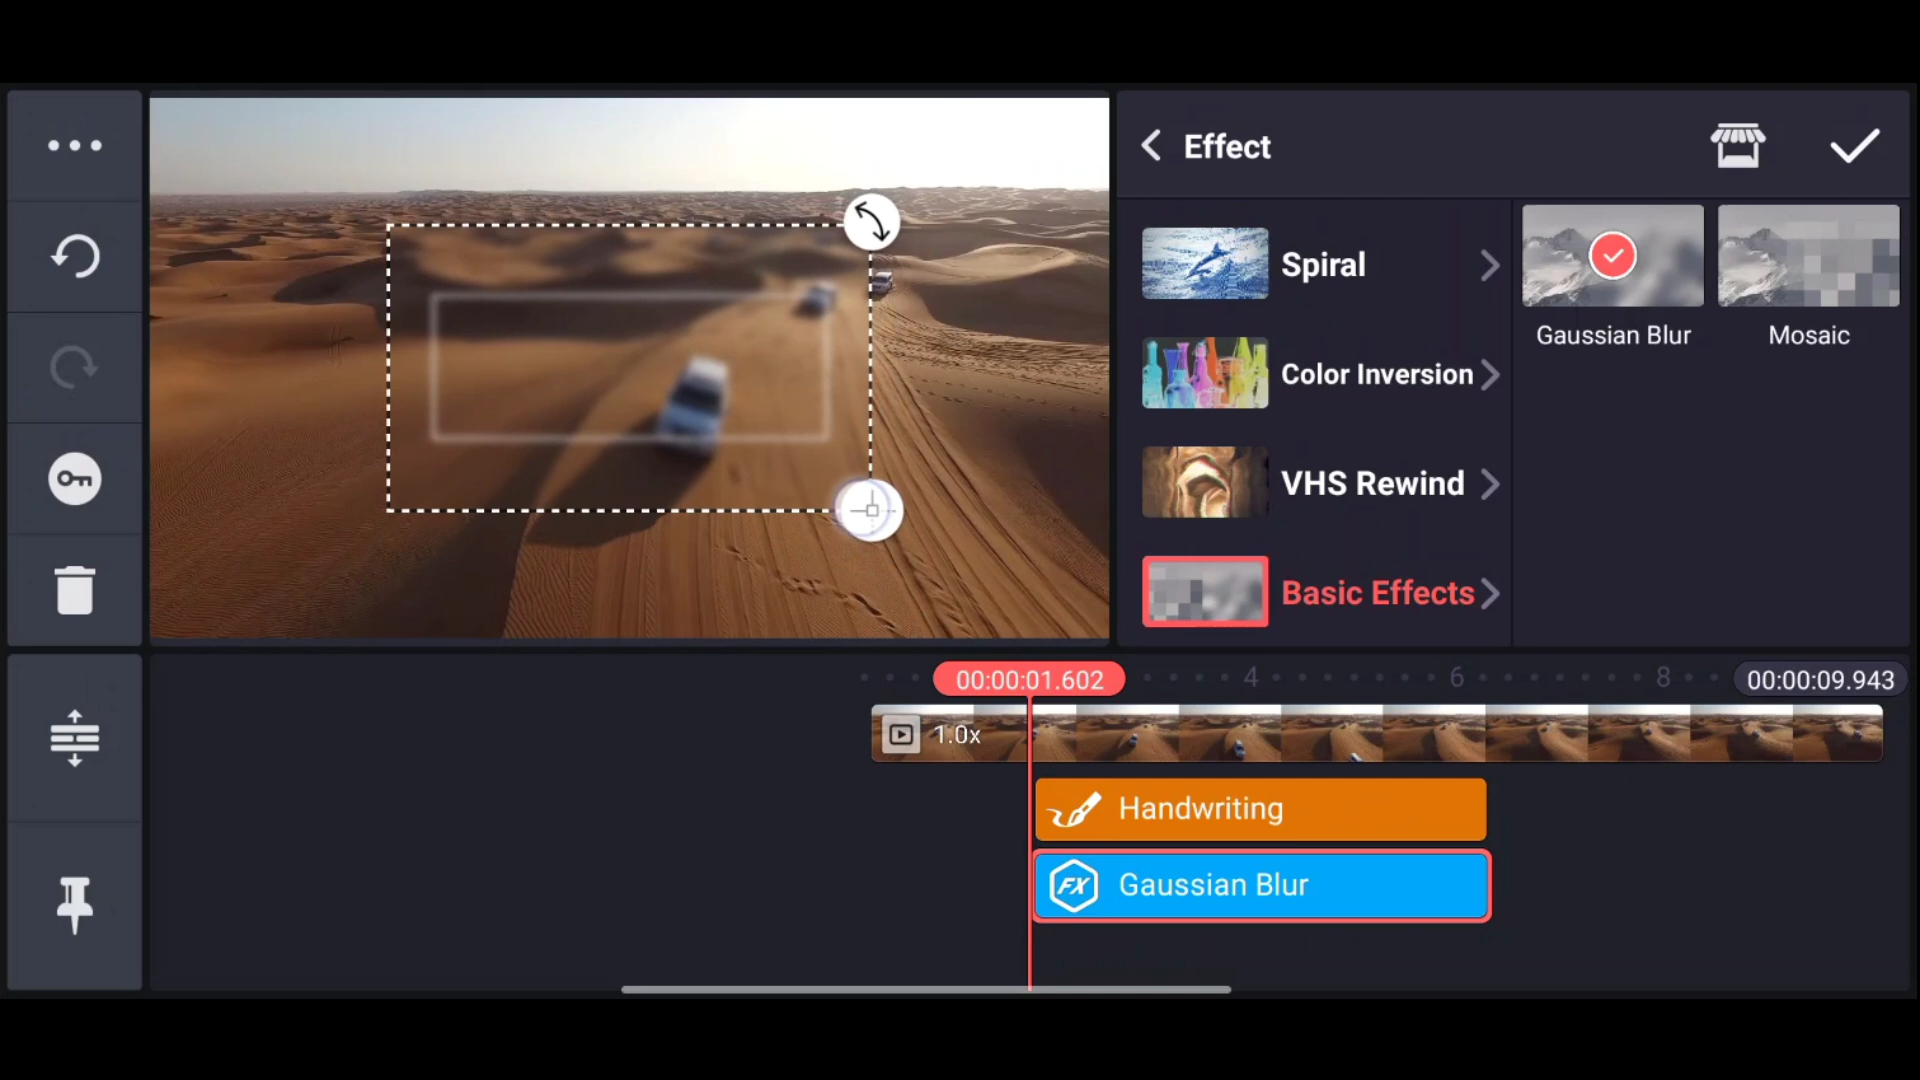 Effect
Spiral
Color Inversion
VHS Rewind
Basic Effects
Gaussian Blur
Mosaic
00:00:01.602
4
6
8
00:00:09.943
1.0x
Handwriting
FX
Gaussian Blur